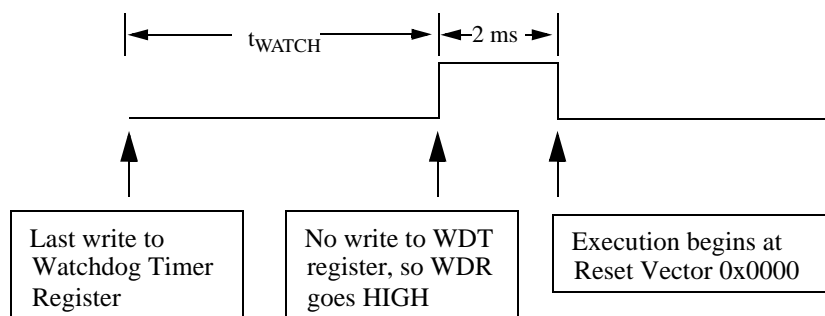 tWATCH
2 ms
Last write to
Watchdog Timer
Register
No write to WDT
register, so WDR
goes HIGH
Execution begins at
Reset Vector 0x0000